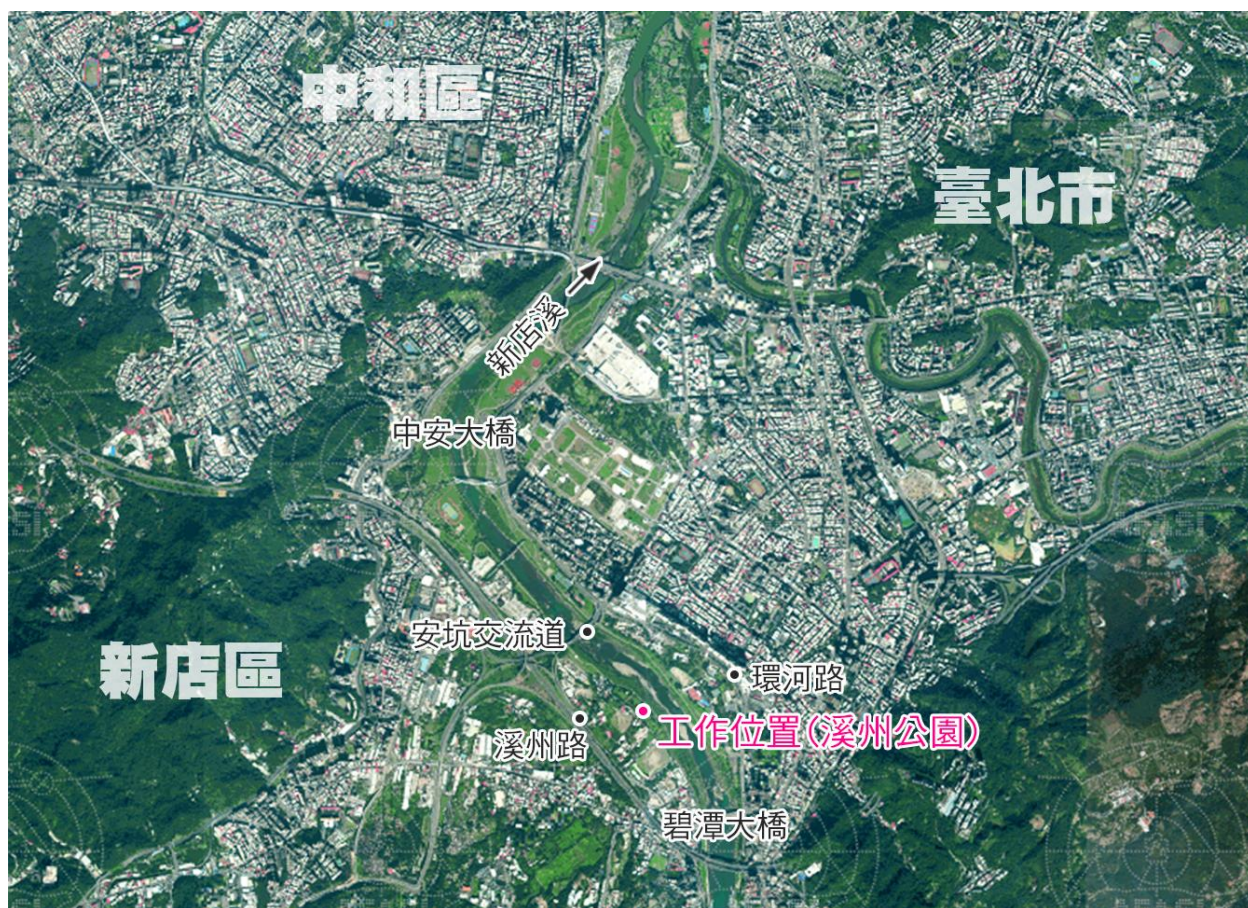 中和區
臺北市
新店溪
中安大橋
安坑交流道
新店區
環河路
工作位置(溪州公園)
溪州路
碧潭大橋